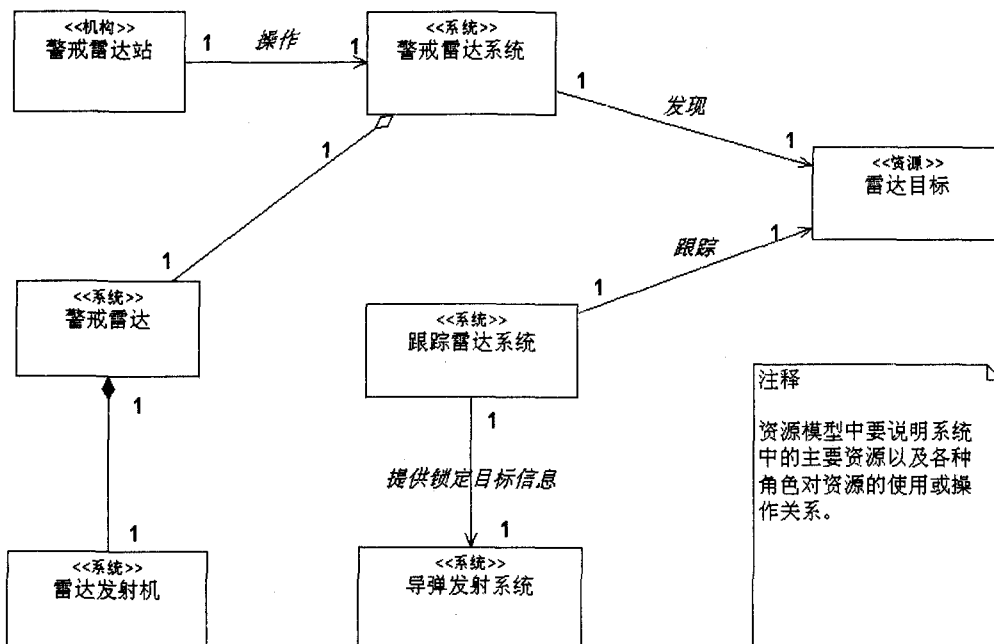 <<机构>>
警戒雷达站
1
操作
1
<<系统>>
警戒雷达系统
1
发现
1
<<资源>>
雷达目标
1
1
跟踪
1
1
<<系统>>
警戒雷达
1
<<系统>>
跟踪雷达系统
1
提供锁定目标信息
1
1
<<系统>>
雷达发射机
<<系统>>
导弹发射系统
注释
资源模型中要说明系统
中的主要资源以及各种
角色对资源的使用或操
作关系。